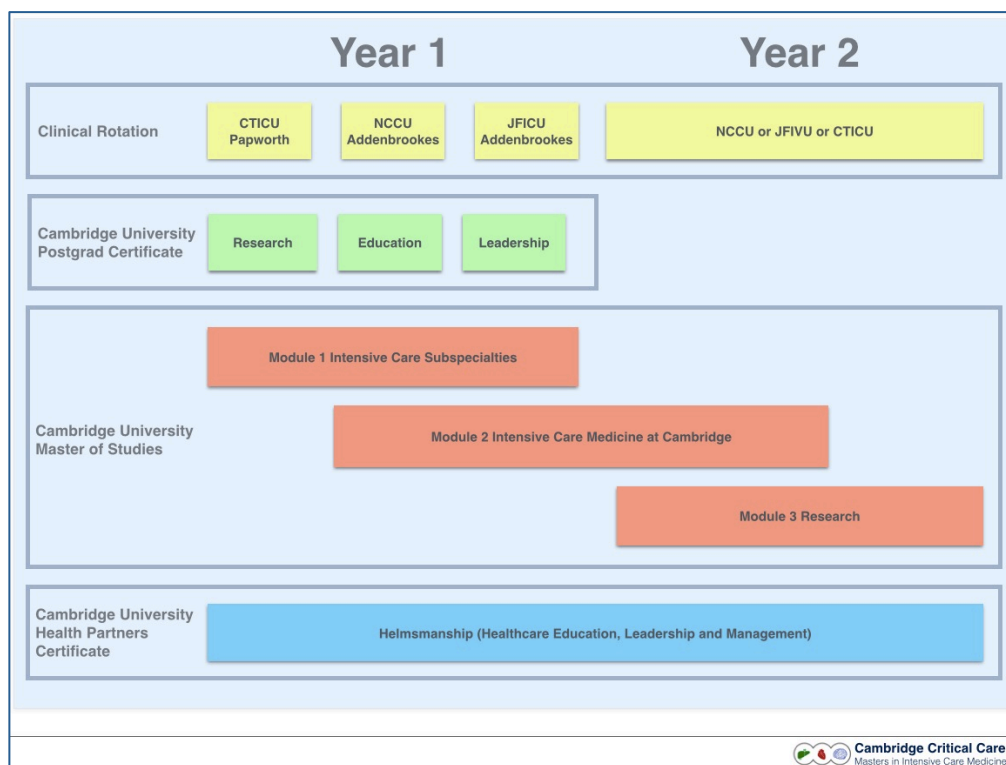 Year 1
Year 2
Clinical Rotation
CTICU
Papworth
NCCU
Addenbrookes
JFICU
Addenbrookes
NCCU or JFIVU or CTICU
Cambridge University
Postgrad Certificate
Research
Education
Leadership
Cambridge University
Master of Studies
Module 1 Intensive Care Subspecialties
Module 2 Intensive Care Medicine at Cambridge
Module 3 Research
Cambridge University
Health Partners
Certificate
Helmsmanship (Healthcare Education, Leadership and Management)
Cambridge Critical Care
Masters in Intensive Care Medicine